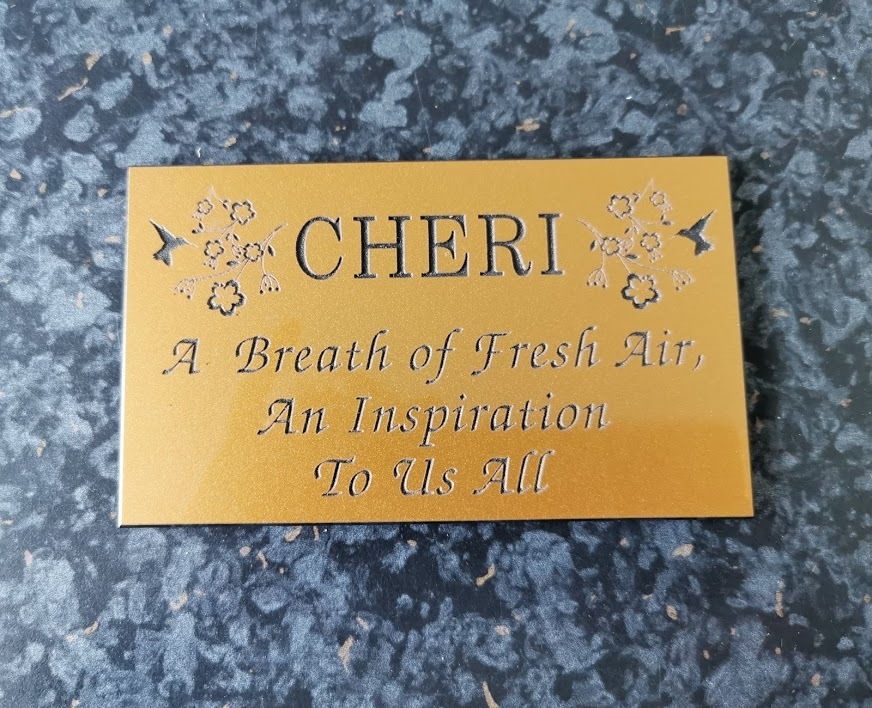 CHERI
A Breath of Fresh Air,
An Inspiration
To Us All